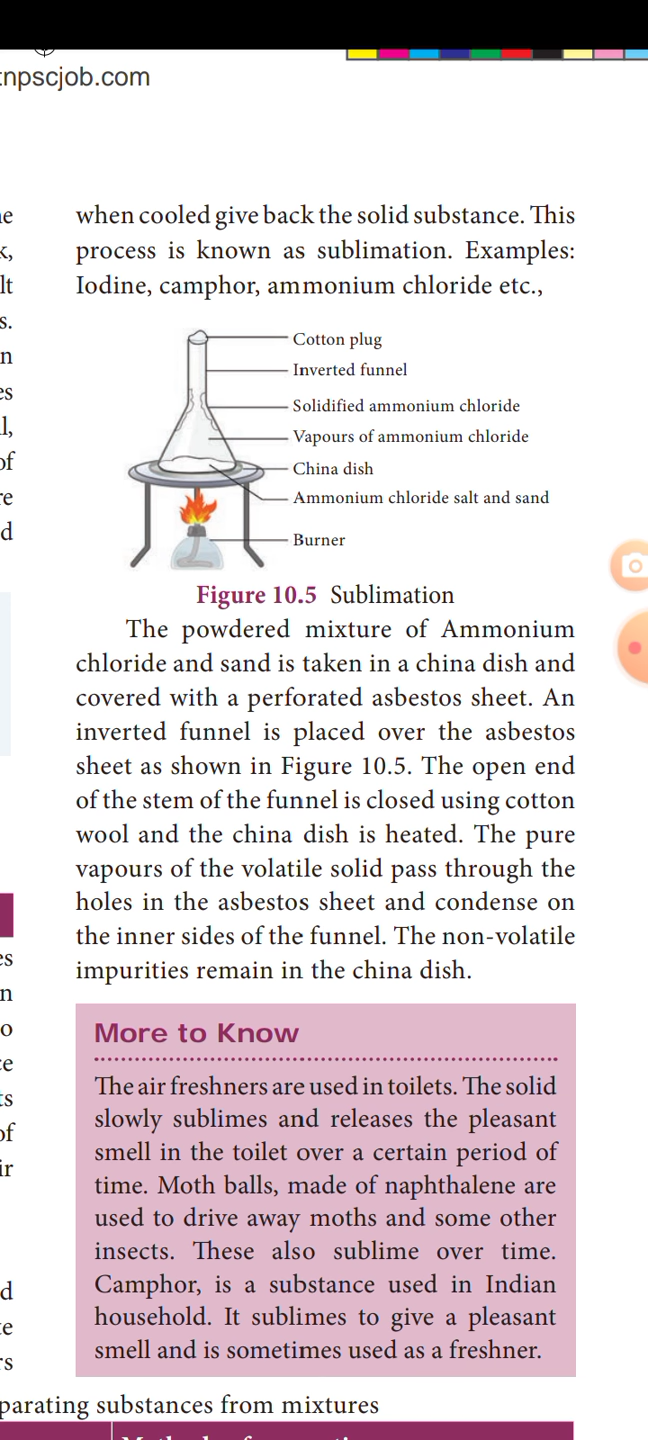 tnpscjob.com
when cooled give back the solid substance. This
process is known as sublimation. Examples:
Iodine, camphor, ammonium chloride etc.,
Cotton plug
Inverted funnel
Solidified ammonium chloride
Vapours of ammonium chloride
China dish
Ammonium chloride salt and sand
Burner
Figure 10.5 Sublimation
The powdered mixture of Ammonium
chloride and sand is taken in a china dish and
covered with a perforated asbestos sheet. An
inverted funnel is placed over the asbestos
sheet as shown in Figure 10.5. The open end
of the stem of the funnel is closed using cotton
wool and the china dish is heated. The pure
vapours of the volatile solid pass through the
holes in the asbestos sheet and condense on
the inner sides of the funnel. The non-volatile
impurities remain in the china dish.
More to Know
The air freshners are used in toilets. The solid
slowly sublimes and releases the pleasant
smell in the toilet over a certain period of
time. Moth balls, made of naphthalene are
used to drive away moths and some other
insects. These also sublime over time.
Camphor, is a substance used in Indian
household. It sublimes to give a pleasant
smell and is sometimes used as a freshner.
parating substances from mixtures